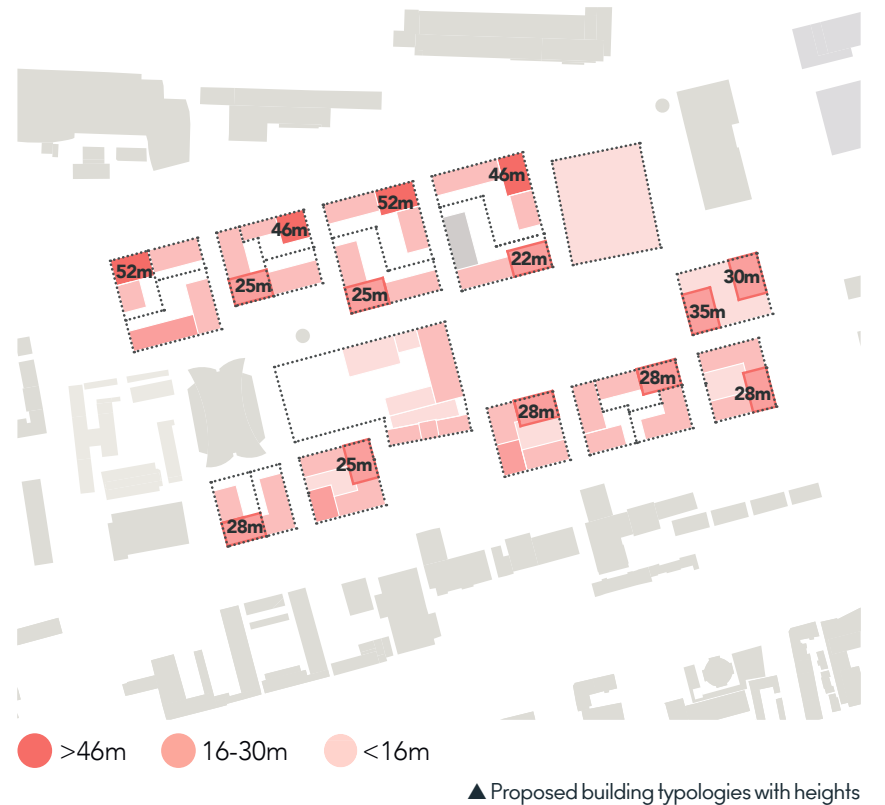 46m
52m
46m
52m
22m
30m
25m
25m
35m
28m
28m
28m
25m
28m
>46m
16-30m
<16m
▲ Proposed building typologies with heights